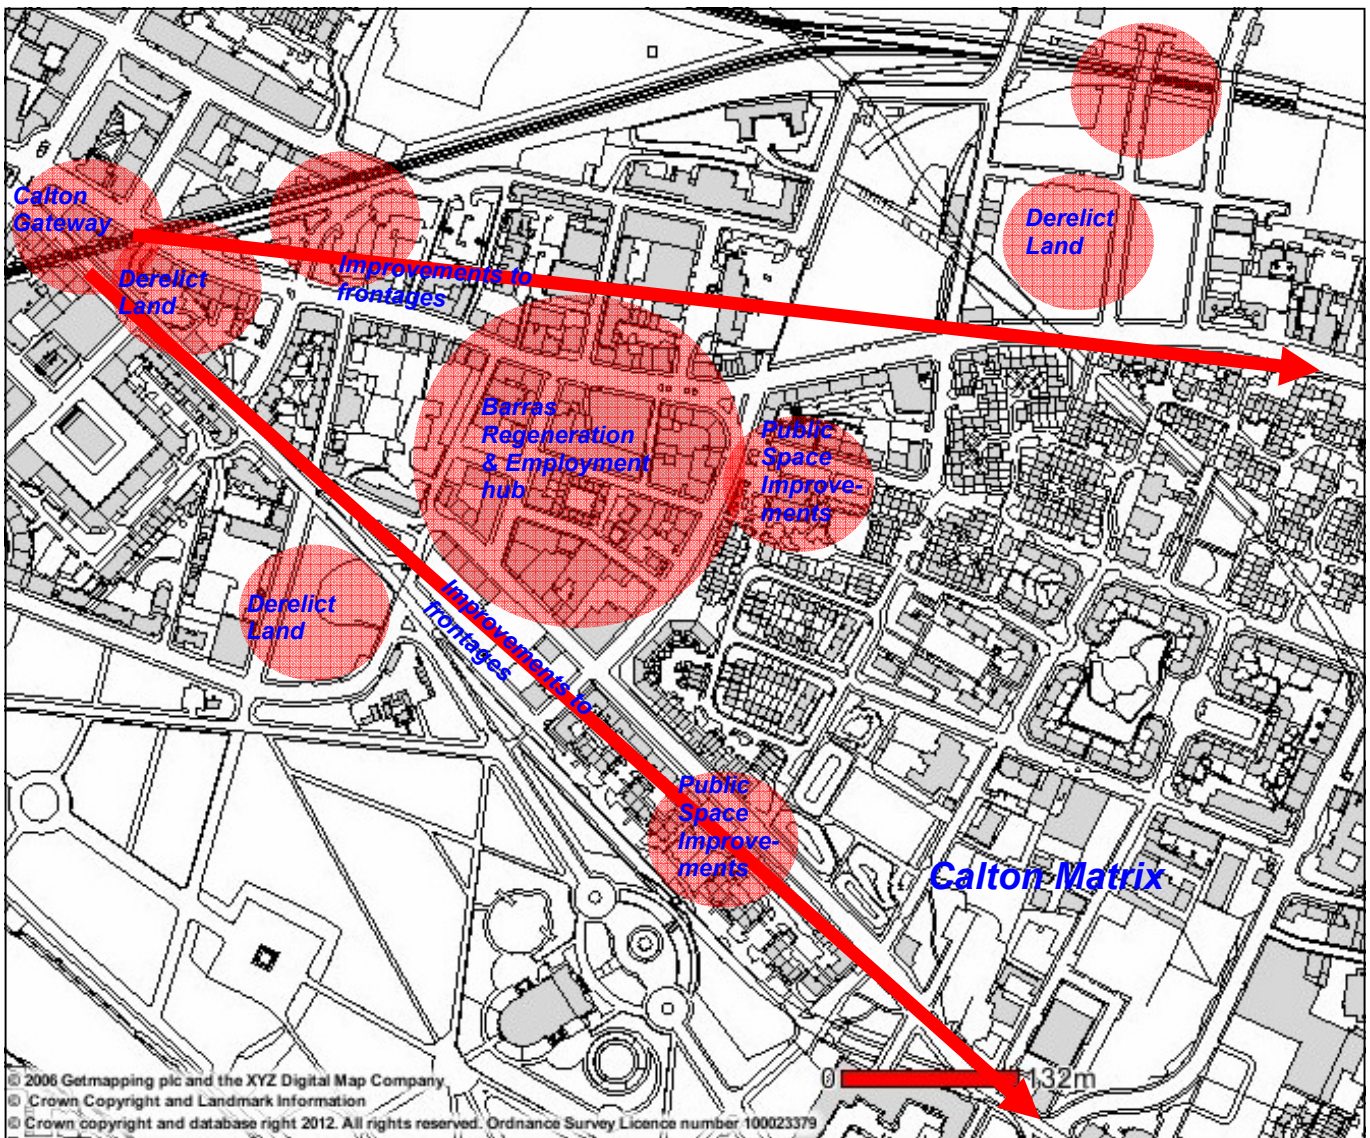 Calton
Gateway
Derelict
Land
Improvements to
frontages
Derelict
Land
Barras
Regeneration
& Employment
hub
Public
Space
Improve-
ments
Derelict
Land
Improvements to
frontages
Public
Space
Improve-
ments
Calton Matrix
0 132m
© 2006 Getmapping plc and the XYZ Digital Map Company
© Crown Copyright and Landmark Information
© Crown copyright and database right 2012. All rights reserved. Ordnance Survey Licence number 100023379